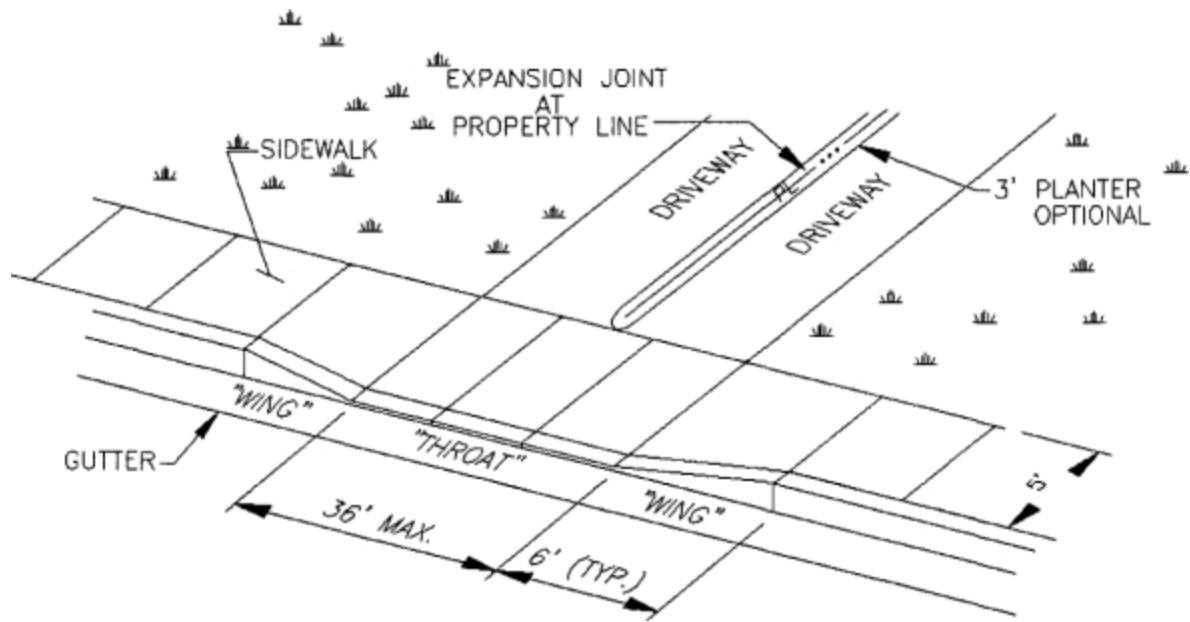 EXPANSION JOINT
AT
PROPERTY LINE
SIDEWALK
DRIVEWAY
PL
DRIVEWAY
3' PLANTER
OPTIONAL
"WING"
"THROAT"
"WING"
GUTTER
36' MAX.
6' (TYP.)
5'